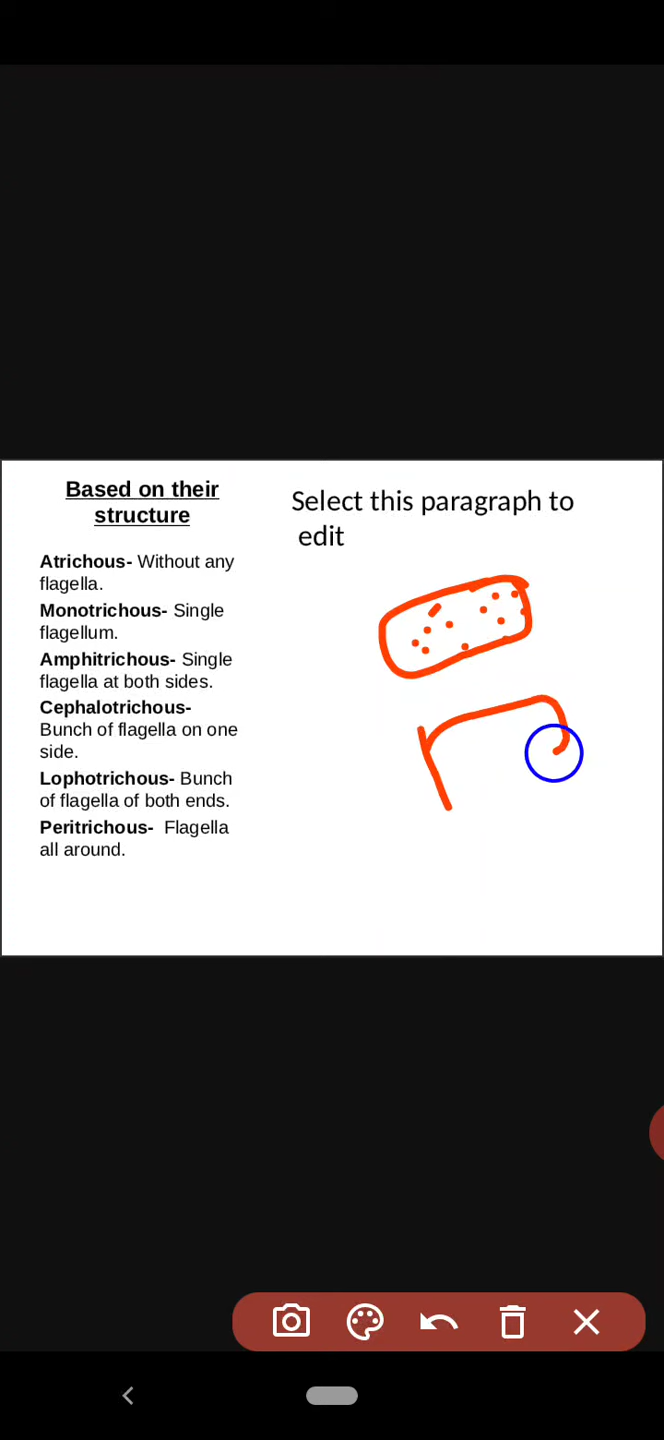 Based on their
structure
Atrichous- Without any
flagella.
Monotrichous- Single
flagellum.
Amphitrichous- Single
flagella at both sides.
Cephalotrichous-
Bunch of flagella on one
side.
Lophotrichous- Bunch
of flagella of both ends.
Peritrichous-  Flagella
all around.
Select this paragraph to
edit